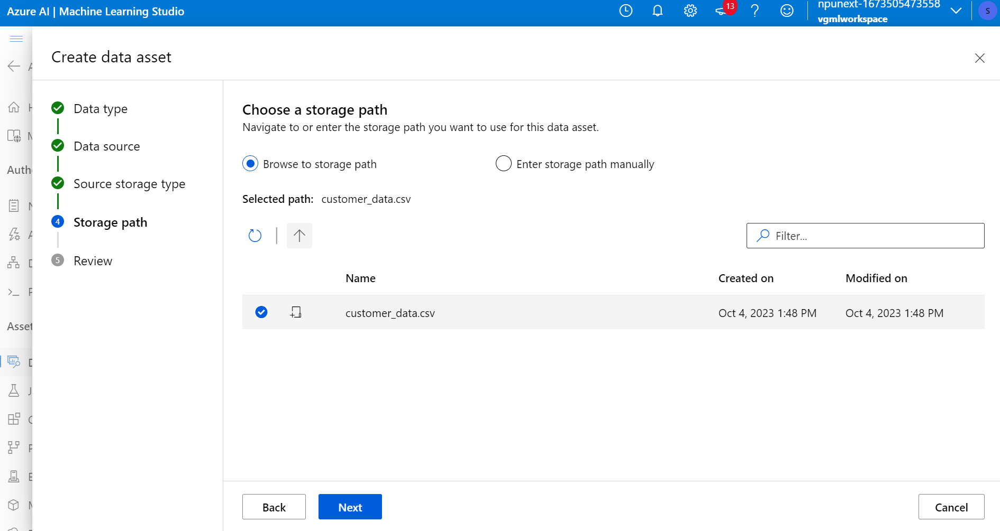 Azure AI | Machine Learning Studio
13
npunext-1673505473558
vgmlworkspace
S
Create data asset
Data type
Data source
Source storage type
4 Storage path
5 Review
Choose a storage path
Navigate to or enter the storage path you want to use for this data asset.
Browse to storage path
Enter storage path manually
Selected path: customer_data.csv
Filter...
Name Created on Modified on
customer_data.csv Oct 4, 2023 1:48 PM Oct 4, 2023 1:48 PM
Back
Next
Cancel